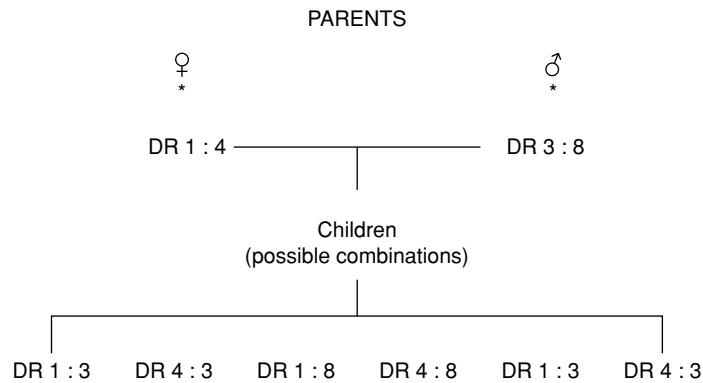 PARENTS
♀ ♂
* *
DR 1 : 4 DR 3 : 8
Children
(possible combinations)
DR 1 : 3 DR 4 : 3 DR 1 : 8 DR 4 : 8 DR 1 : 3 DR 4 : 3